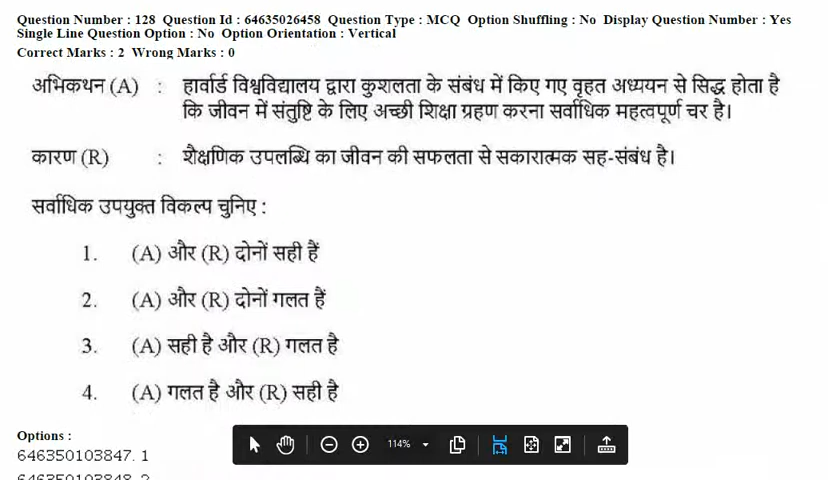 Question Number : 128 Question Id : 64635026458 Question Type : MCQ Option Shuffling : No Display Question Number : Yes
Single Line Question Option : No Option Orientation : Vertical
Correct Marks : 2 Wrong Marks : 0
अभिकथन (A) : हार्वार्ड विश्वविद्यालय द्वारा कुशलता के संबंध में किए गए वृहत अध्ययन से सिद्ध होता है
कि जीवन में संतुष्टि के लिए अच्छी शिक्षा ग्रहण करना सर्वाधिक महत्वपूर्ण चर है।
कारण (R) : शैक्षणिक उपलब्धि का जीवन की सफलता से सकारात्मक सह-संबंध है।
सर्वाधिक उपयुक्त विकल्प चुनिए :
1. (A) और (R) दोनों सही हैं
2. (A) और (R) दोनों गलत हैं
3. (A) सही है और (R) गलत है
4. (A) गलत है और (R) सही है
Options :
114%
646350103847. 1
646350103848. 2